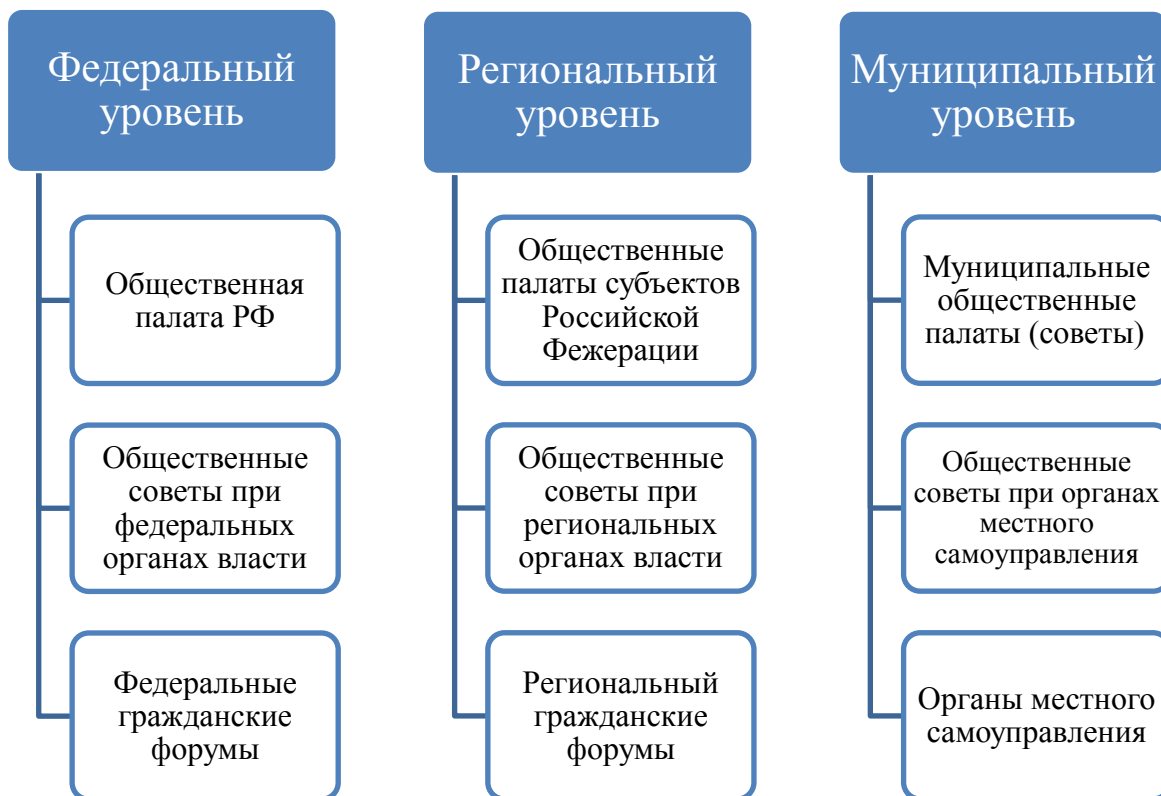 Федеральный
уровень
Общественная
палата РФ
Общественные
советы при
федеральных
органах власти
Федеральные
гражданские
форумы
Региональный
уровень
Общественные
палаты субъектов
Российской
Фежерации
Общественные
советы при
региональных
органах власти
Региональный
гражданские
форумы
Муниципальный
уровень
Муниципальные
общественные
палаты (советы)
Общественные
советы при органах
местного
самоуправления
Органы местного
самоуправления